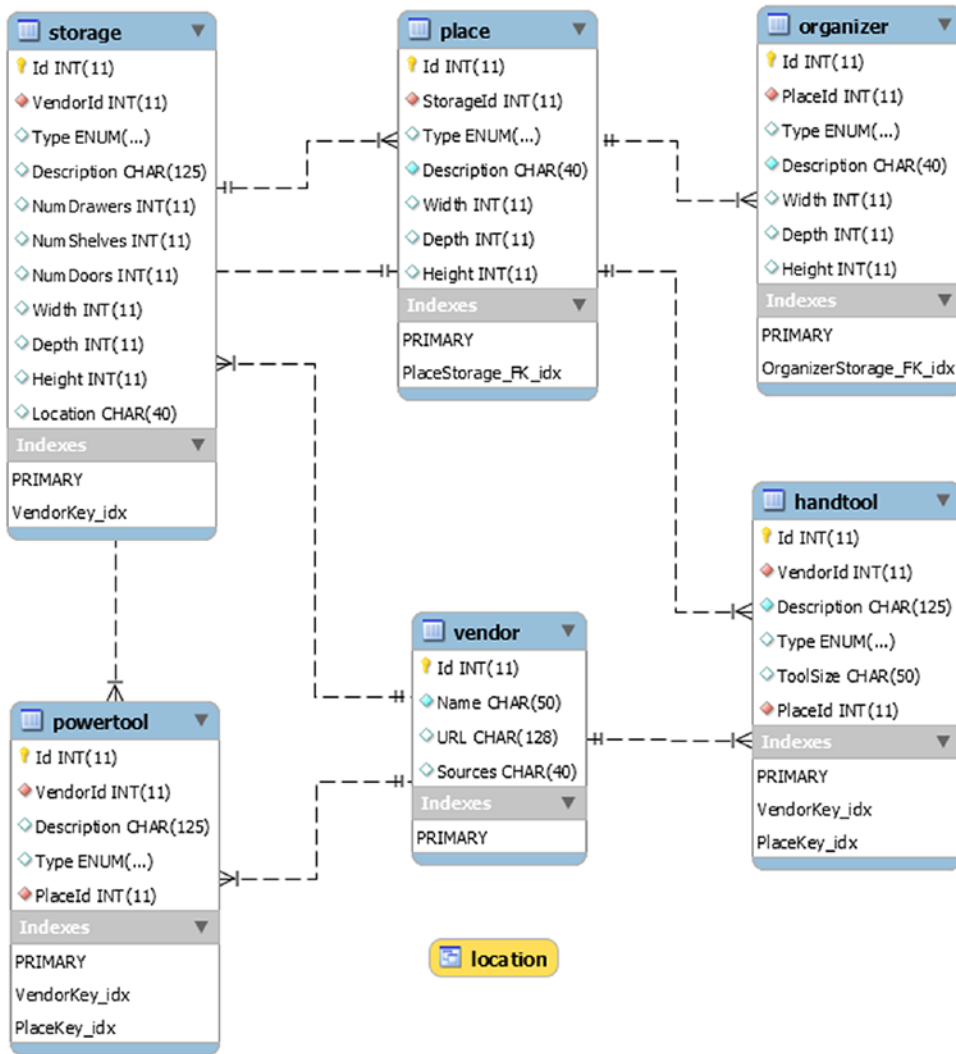 storage
Id INT(11)
VendorId INT(11)
Type ENUM(...)
Description CHAR(125)
NumDrawers INT(11)
NumShelves INT(11)
NumDoors INT(11)
Width INT(11)
Depth INT(11)
Height INT(11)
Location CHAR(40)
Indexes
PRIMARY
VendorKey_idx
place
Id INT(11)
StorageId INT(11)
Type ENUM(...)
Description CHAR(40)
Width INT(11)
Depth INT(11)
Height INT(11)
Indexes
PRIMARY
PlaceStorage_FK_idx
organizer
Id INT(11)
PlaceId INT(11)
Type ENUM(...)
Description CHAR(40)
Width INT(11)
Depth INT(11)
Height INT(11)
Indexes
PRIMARY
OrganizerStorage_FK_idx
handtool
Id INT(11)
VendorId INT(11)
Description CHAR(125)
Type ENUM(...)
ToolSize CHAR(50)
PlaceId INT(11)
Indexes
PRIMARY
VendorKey_idx
PlaceKey_idx
vendor
Id INT(11)
Name CHAR(50)
URL CHAR(128)
Sources CHAR(40)
Indexes
PRIMARY
powertool
Id INT(11)
VendorId INT(11)
Description CHAR(125)
Type ENUM(...)
PlaceId INT(11)
Indexes
PRIMARY
VendorKey_idx
PlaceKey_idx
location